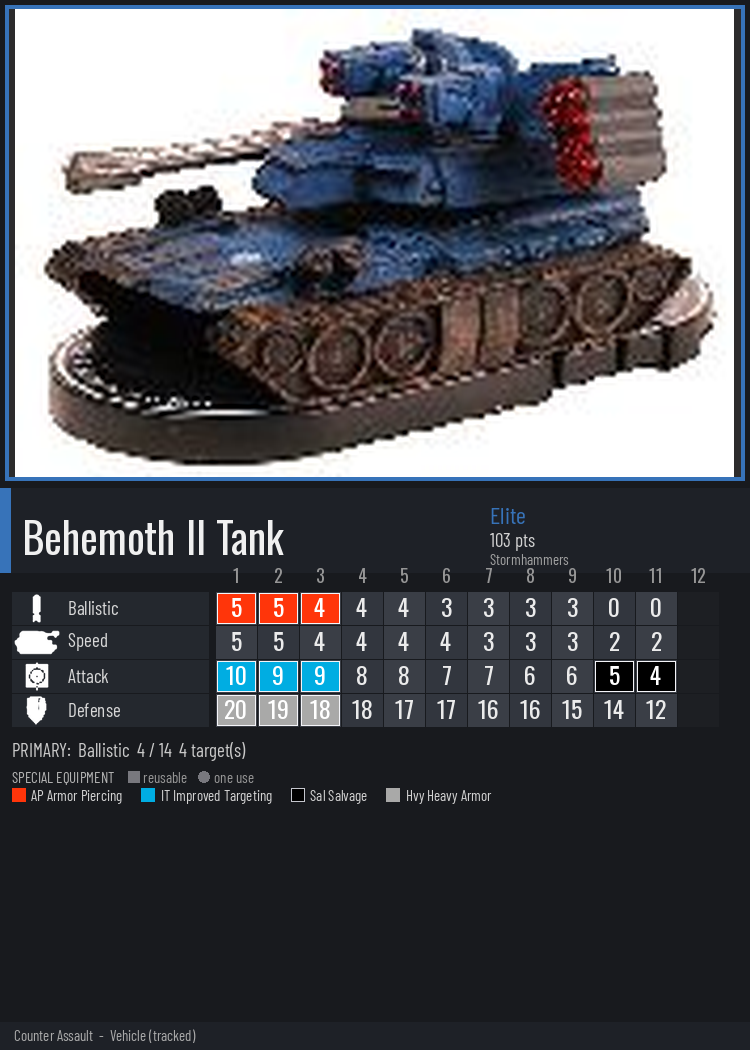 Behemoth II Tank
Elite
103 pts
Stormhammers
1 2 3 4 5 6 7 8 9 10 11 12
Ballistic 5 5 4 4 4 3 3 3 3 0 0
Speed 5 5 4 4 4 4 3 3 3 2 2
Attack 10 9 9 8 8 7 7 6 6 5 4
Defense 20 19 18 18 17 17 16 16 15 14 12
PRIMARY: Ballistic 4 / 14 4 target(s)
SPECIAL EQUIPMENT reusable one use
AP Armor Piercing IT Improved Targeting Sal Salvage Hvy Heavy Armor
Counter Assault - Vehicle (tracked)